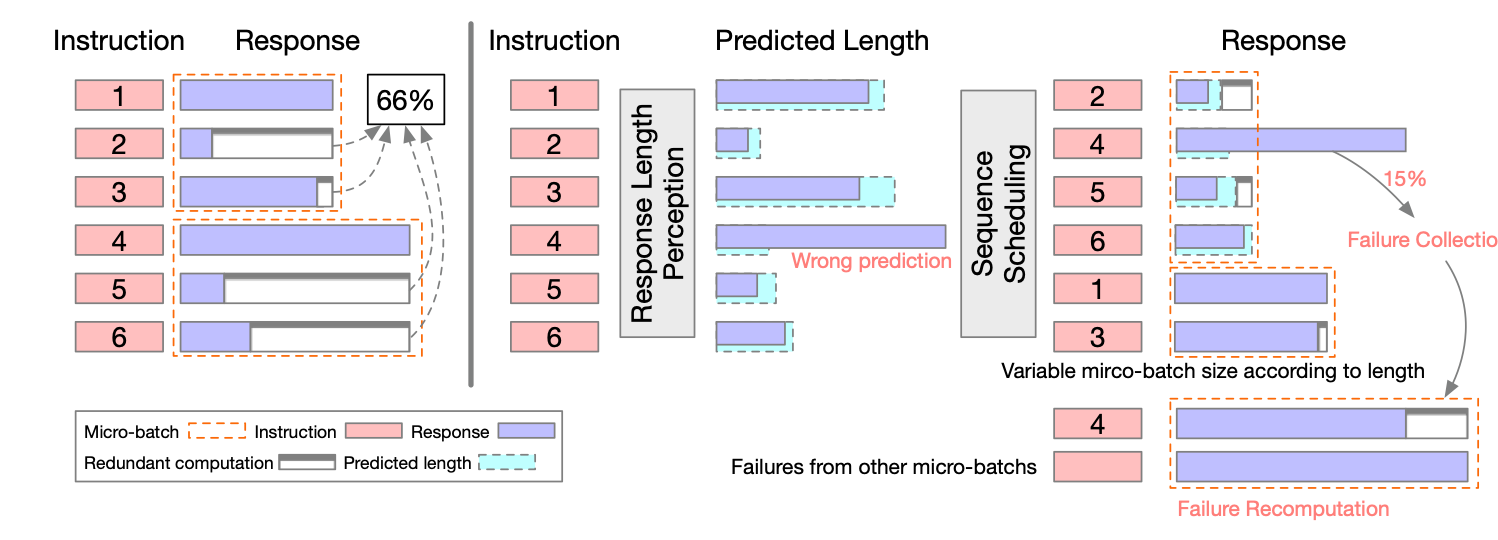 Instruction Response
1
2
3
4
5
6
66%
Instruction
1
2
3
4
5
6
Response Length
Perception
Predicted Length
Wrong prediction
Sequence
Scheduling
Response
2
4
5
6
1
3
15%
Failure Collectio
Variable mirco-batch size according to length
4
Failures from other micro-batchs
Failure Recomputation
Micro-batch Instruction Response
Redundant computation Predicted length